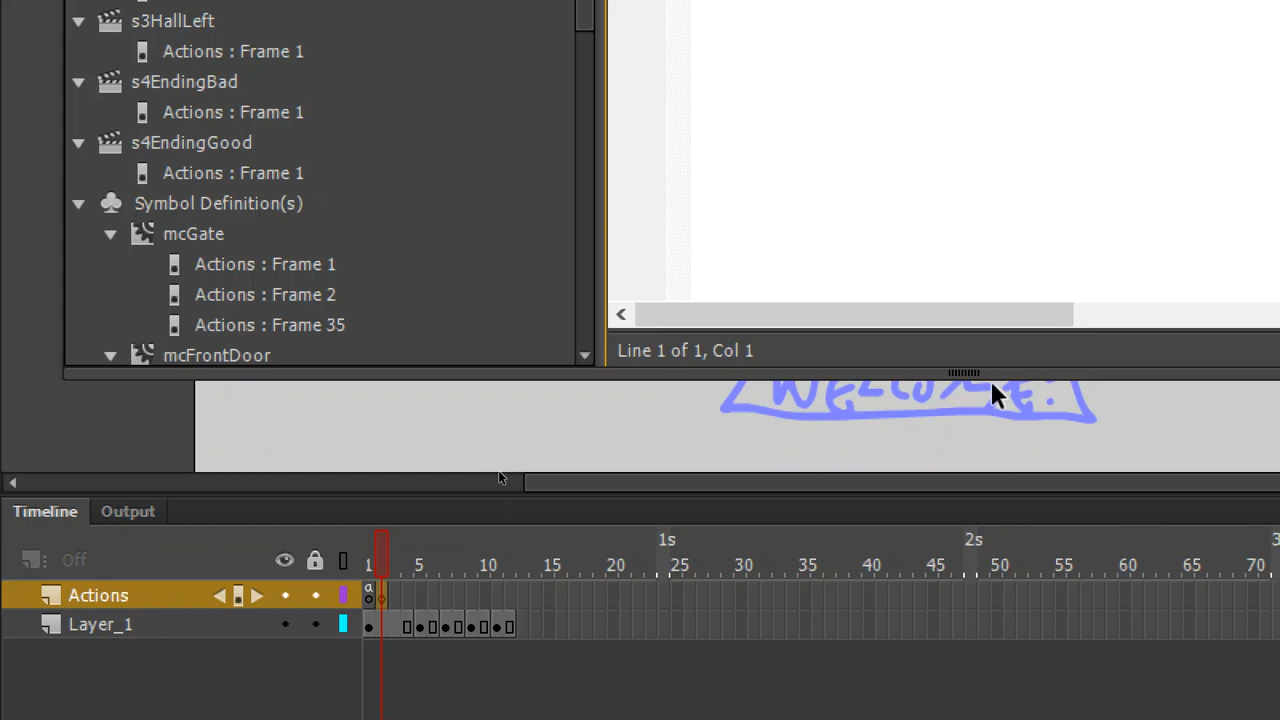 s3HallLeft
Actions : Frame 1
s4EndingBad
Actions : Frame 1
s4EndingGood
Actions : Frame 1
Symbol Definition(s)
mcGate
Actions : Frame 1
Actions : Frame 2
Actions : Frame 35
mcFrontDoor
Line 1 of 1, Col 1
WELCOME!
Timeline Output
1s 2s 3
Off 1 5 10 15 20 25 30 35 40 45 50 55 60 65 70
Actions
a
Layer_1